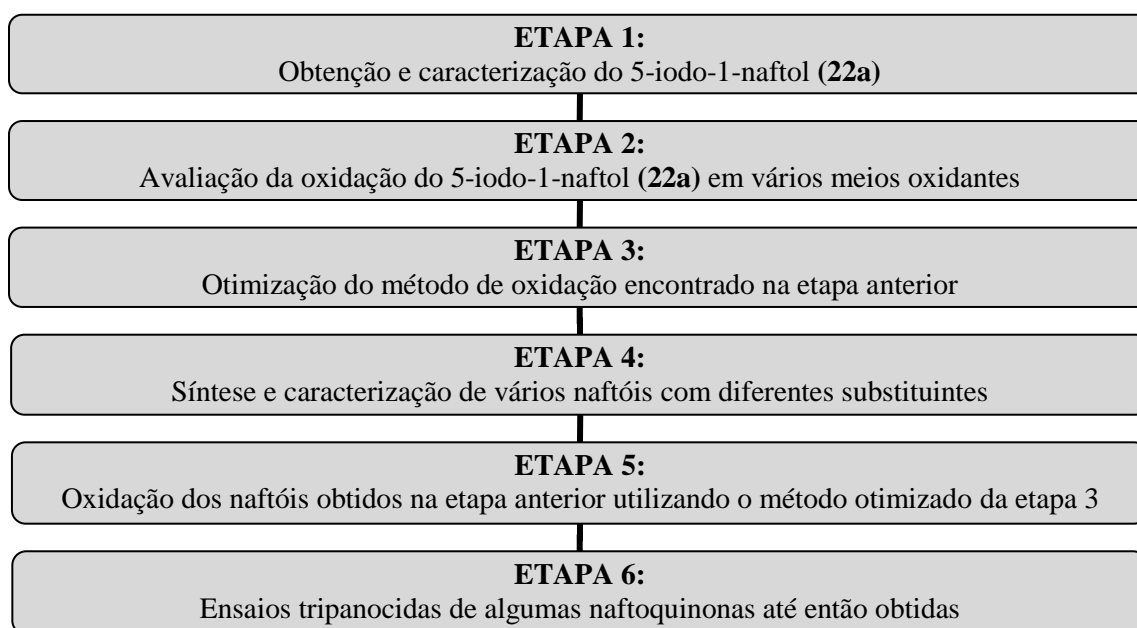 ETAPA 1:
Obtenção e caracterização do 5-iodo-1-naftol (22a)
ETAPA 2:
Avaliação da oxidação do 5-iodo-1-naftol (22a) em vários meios oxidantes
ETAPA 3:
Otimização do método de oxidação encontrado na etapa anterior
ETAPA 4:
Síntese e caracterização de vários naftóis com diferentes substituintes
ETAPA 5:
Oxidação dos naftóis obtidos na etapa anterior utilizando o método otimizado da etapa 3
ETAPA 6:
Ensaios tripanocidas de algumas naftoquinonas até então obtidas